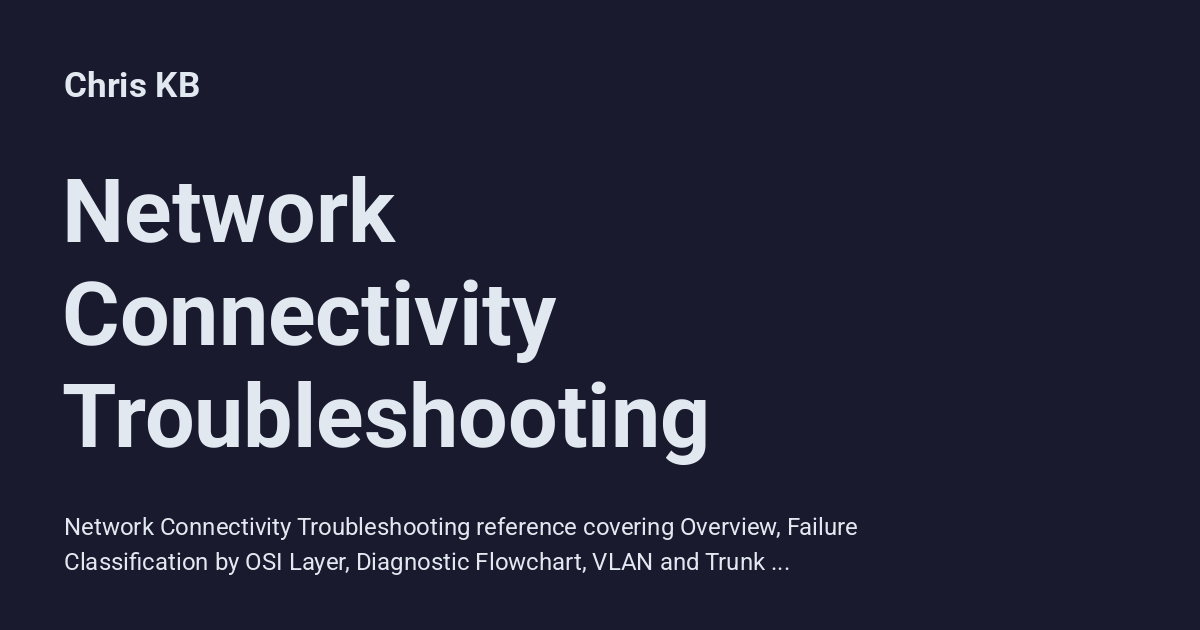 Chris KB
Network
Connectivity
Troubleshooting
Network Connectivity Troubleshooting reference covering Overview, Failure
Classification by OSI Layer, Diagnostic Flowchart, VLAN and Trunk ...